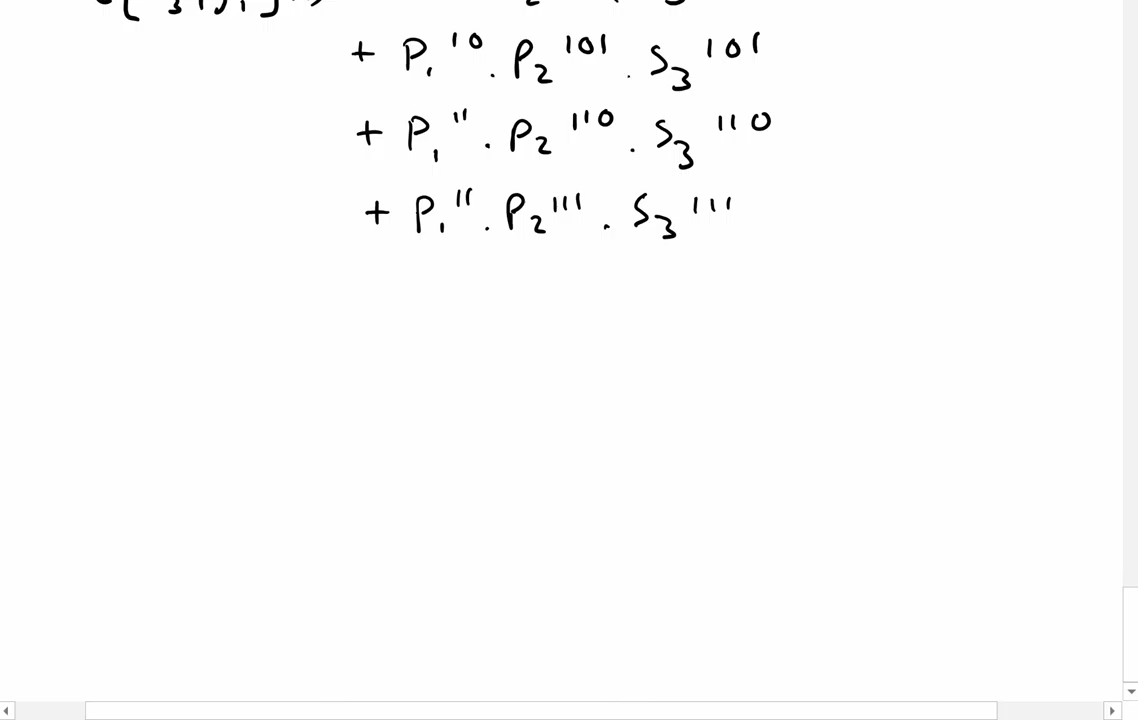 + P₁¹⁰ . P₂¹⁰¹ . S₃¹⁰¹
+ P₁¹¹ . P₂¹¹⁰ . S₃¹¹⁰
+ P₁¹¹ . P₂¹¹¹ . S₃¹¹¹